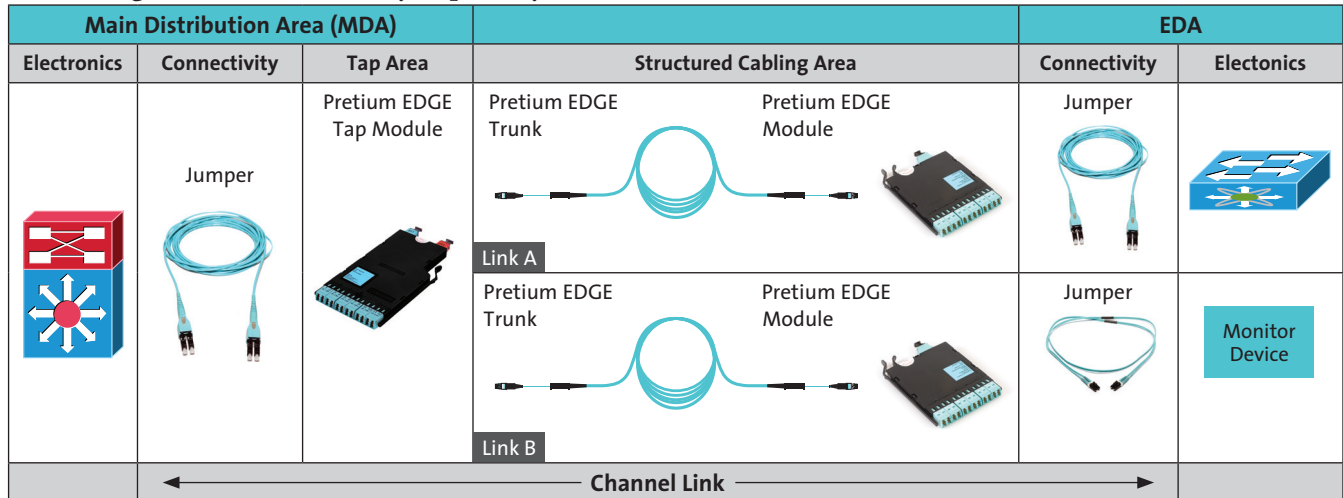 Main Distribution Area (MDA)
EDA
Electronics
Connectivity
Tap Area
Structured Cabling Area
Connectivity
Electonics
Jumper
Pretium EDGE
Tap Module
Pretium EDGE
Trunk
Pretium EDGE
Module
Link A
Jumper
Pretium EDGE
Trunk
Pretium EDGE
Module
Link B
Jumper
Monitor
Device
Channel Link